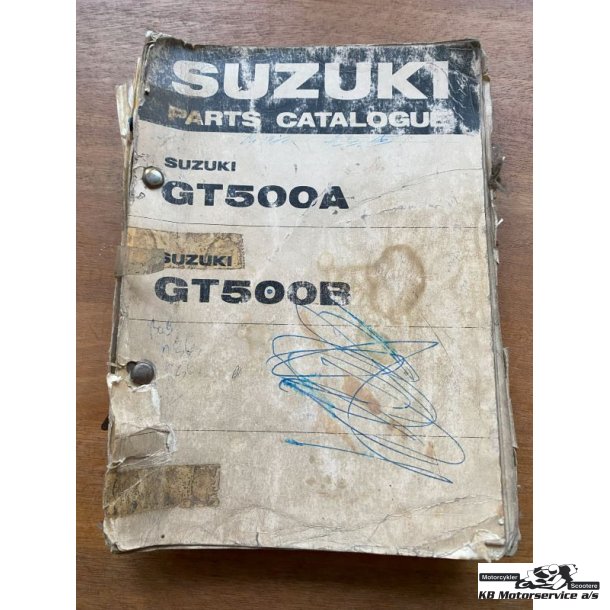 SUZUKI
PARTS CATALOGUE
SUZUKI
GT500A
SUZUKI
GT500B
Motorcykler
Scootere
KB Motorservice a/s